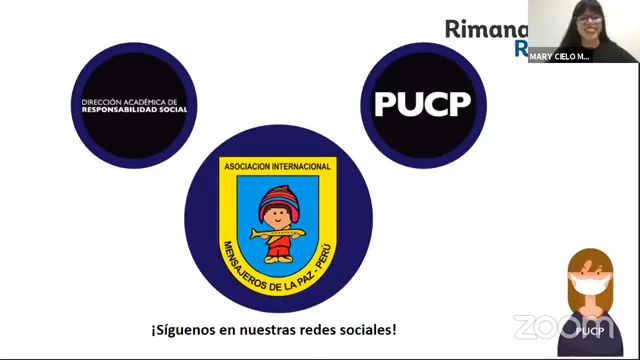 Rimana
R
MARY CIELO M...
DIRECCIÓN ACADÉMICA DE
RESPONSABILIDAD SOCIAL
PUCP
ASOCIACION INTERNACIONAL
MENSAJEROS DE LA PAZ - PERÚ
PUCP
zoom
¡Síguenos en nuestras redes sociales!